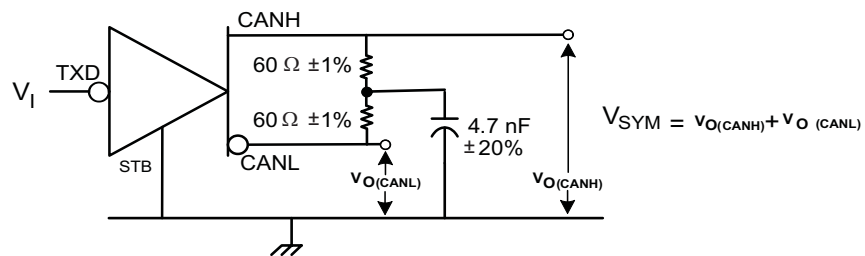 CANH
60 Ω ±1%
TXD
V_I
60 Ω ±1%
STB
CANL
4.7 nF
±20%
V_O(CANL)
V_O(CANH)
V_SYM = V_O(CANH) + V_O (CANL)